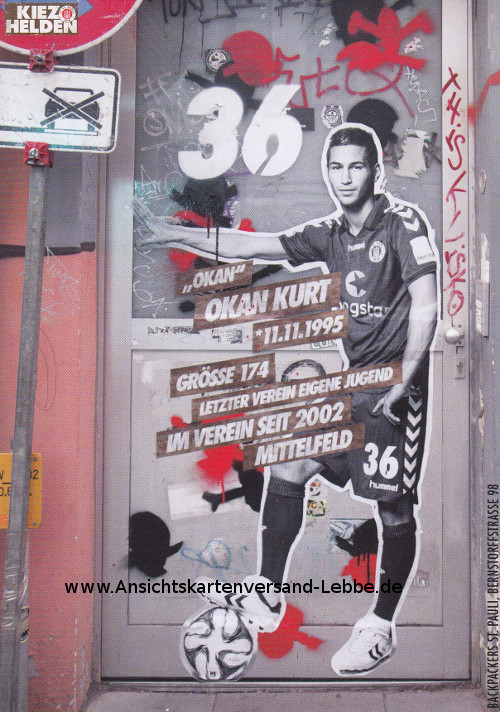 KIEZ
HELDEN
36
„OKAN“
OKAN KURT
*11.11.1995
GRÖSSE 174
LETZTER VEREIN EIGENE JUGEND
IM VEREIN SEIT 2002
MITTELFELD
hummel
36
hummel
www.Ansichtskartenversand-Lebbe.de
BACKPACKERS-ST. PAULI, BERNSTORFFSTRASSE 98